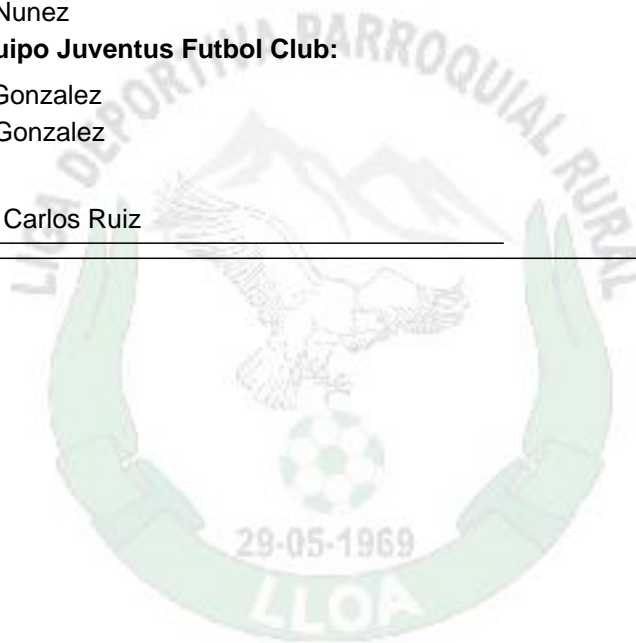 Nunez
uipo Juventus Futbol Club:
Gonzalez
Gonzalez
Carlos Ruiz
LIGA DEPORTIVA PARROQUIAL RURAL
29-05-1969
LLOA